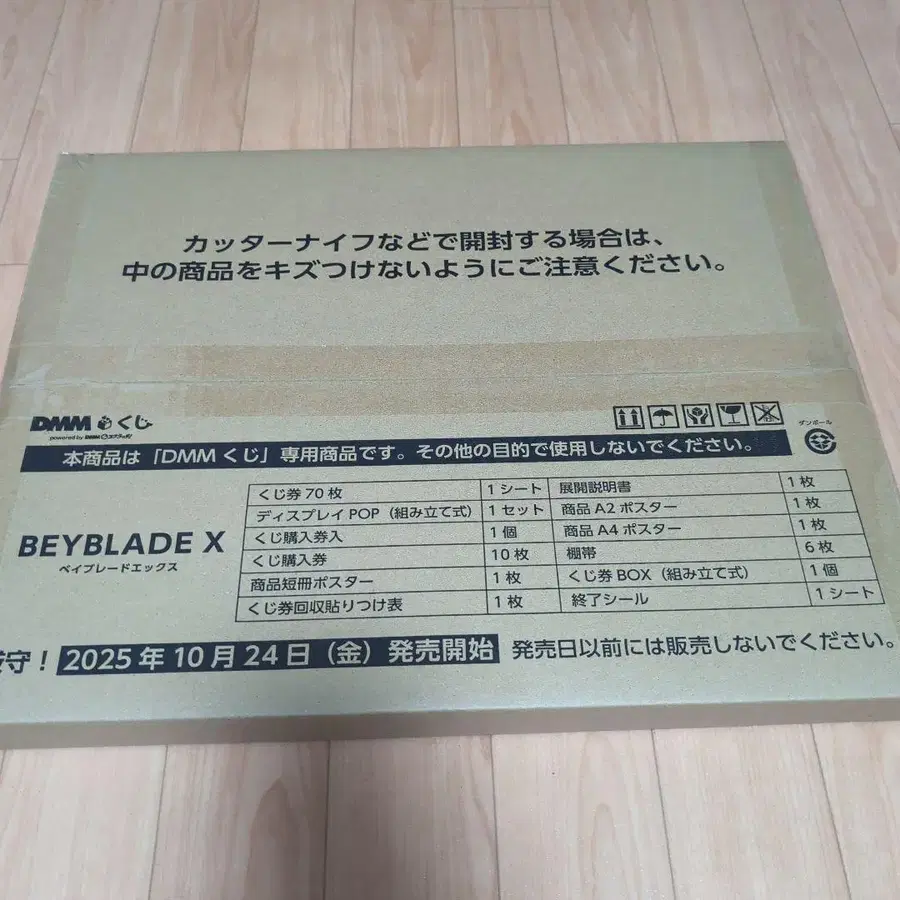 カッターナイフなどで開封する場合は、
中の商品をキズつけないようにご注意ください。
DMMくじ
powered by DMM
ダンボール
本商品は「DMMくじ」専用商品です。その他の目的で使用しないでください。
BEYBLADE X
ベイブレードエックス
くじ券70枚 1シート 展開説明書 1枚
ディスプレイPOP（組み立て式） 1セット 商品A2ポスター 1枚
くじ購入券入 1個 商品A4ポスター 1枚
くじ購入券 10枚 棚帯 6枚
商品短冊ポスター 1枚 くじ券BOX（組み立て式） 1個
くじ券回収貼りつけ表 1枚 終了シール 1シート
守！ 2025年10月24日（金）発売開始 発売日以前には販売しないでください。